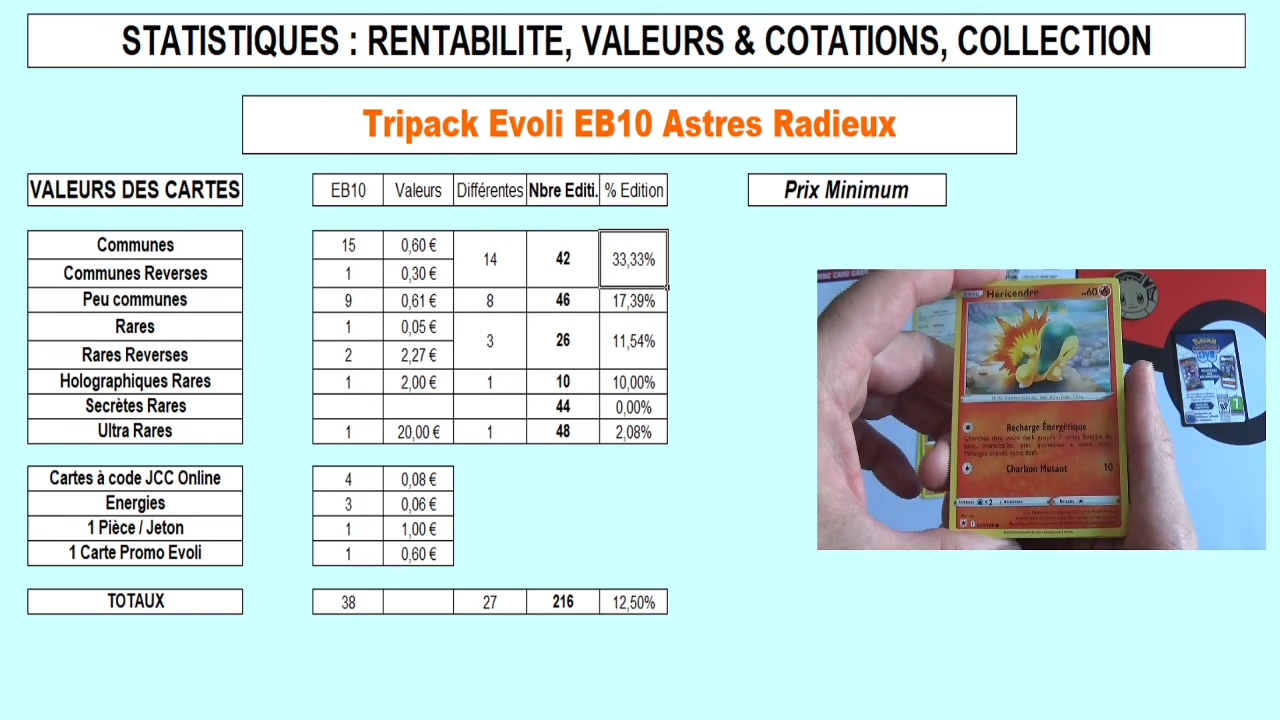 STATISTIQUES : RENTABILITE, VALEURS & COTATIONS, COLLECTION
Tripack Evoli EB10 Astres Radieux
VALEURS DES CARTES EB10 Valeurs Différentes Nbre Editi. % Edition Prix Minimum
Communes 15 0,60 €
14 42 33,33%
Communes Reverses 1 0,30 €
Peu communes 9 0,61 € 8 46 17,39%
Rares 1 0,05 €
3 26 11,54%
Rares Reverses 2 2,27 €
Holographiques Rares 1 2,00 € 1 10 10,00%
Secrètes Rares 44 0,00%
Ultra Rares 1 20,00 € 1 48 2,08%
Cartes à code JCC Online 4 0,08 €
Energies 3 0,06 €
1 Pièce / Jeton 1 1,00 €
1 Carte Promo Evoli 1 0,60 €
TOTAUX 38 27 216 12,50%
Héricendre 60
Recharge Énergétique
Charbon Mutant 10